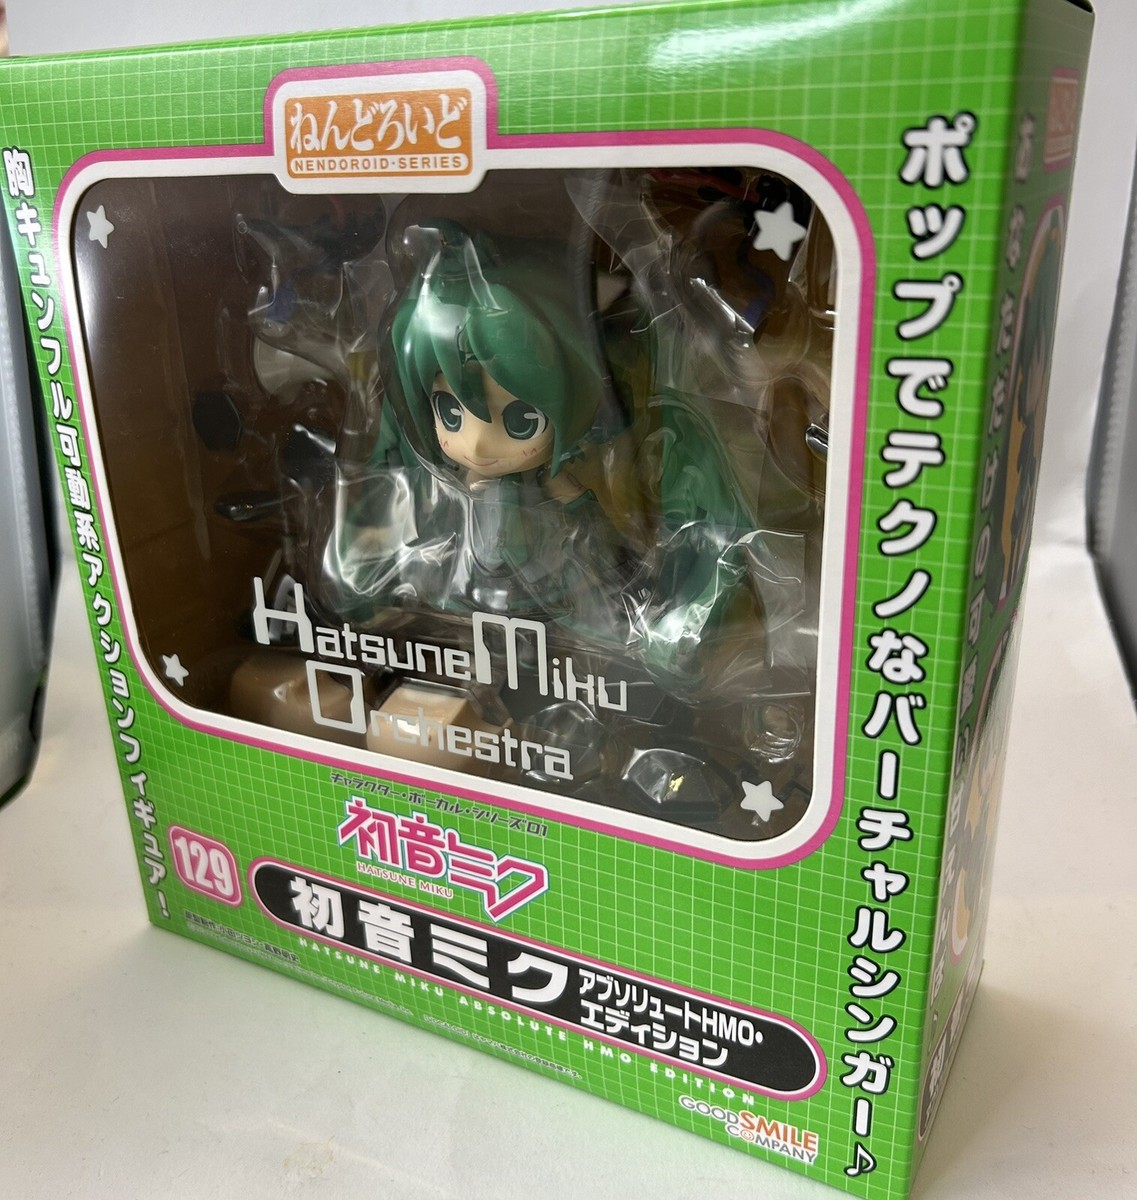 ねんどろいど
NENDOROID-SERIES
胸キュンフル可動系アクションフィギュア!
ポップでテクノなバーチャルシンガー♪
Hatsune Miku
Orchestra
キャラクター・ボーカル・シリーズ01
初音ミク
HATSUNE MIKU
129
初音ミク
アブソリュートHMO・
エディション
HATSUNE MIKU ABSOLUTE HMO EDITION
GOOD SMILE
COMPANY